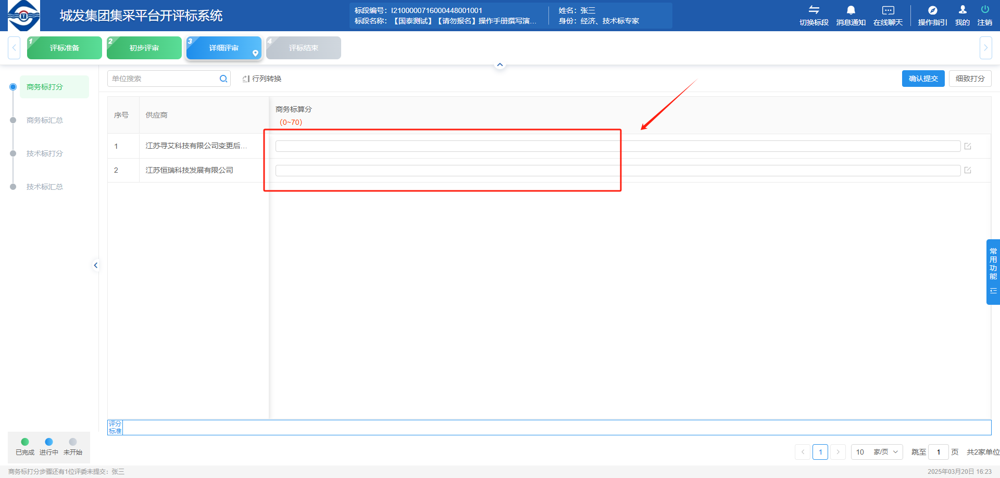 城发集团集采平台开评标系统
标段编号：I2100000716000448001001
标段名称：【国泰测试】【请勿报名】操作手册撰写演...
姓名：张三
身份：经济、技术标专家
切换标段
消息通知
在线聊天
操作指引
我的
注销
1 评标准备
2 初步评审
3 详细评审
4 评标结束
商务标打分
商务标汇总
技术标打分
技术标汇总
单位搜索
行列转换
确认提交
细致打分
序号
供应商
商务标算分
（0~70）
1 江苏寻艾科技有限公司变更后...
2 江苏恒瑞科技发展有限公司
常用功能
评分
标准
已完成
进行中
未开始
1
10 家/页
跳至 1 页
共2家单位
商务标打分步骤还有1位评委未提交：张三
2025年03月20日 16:23